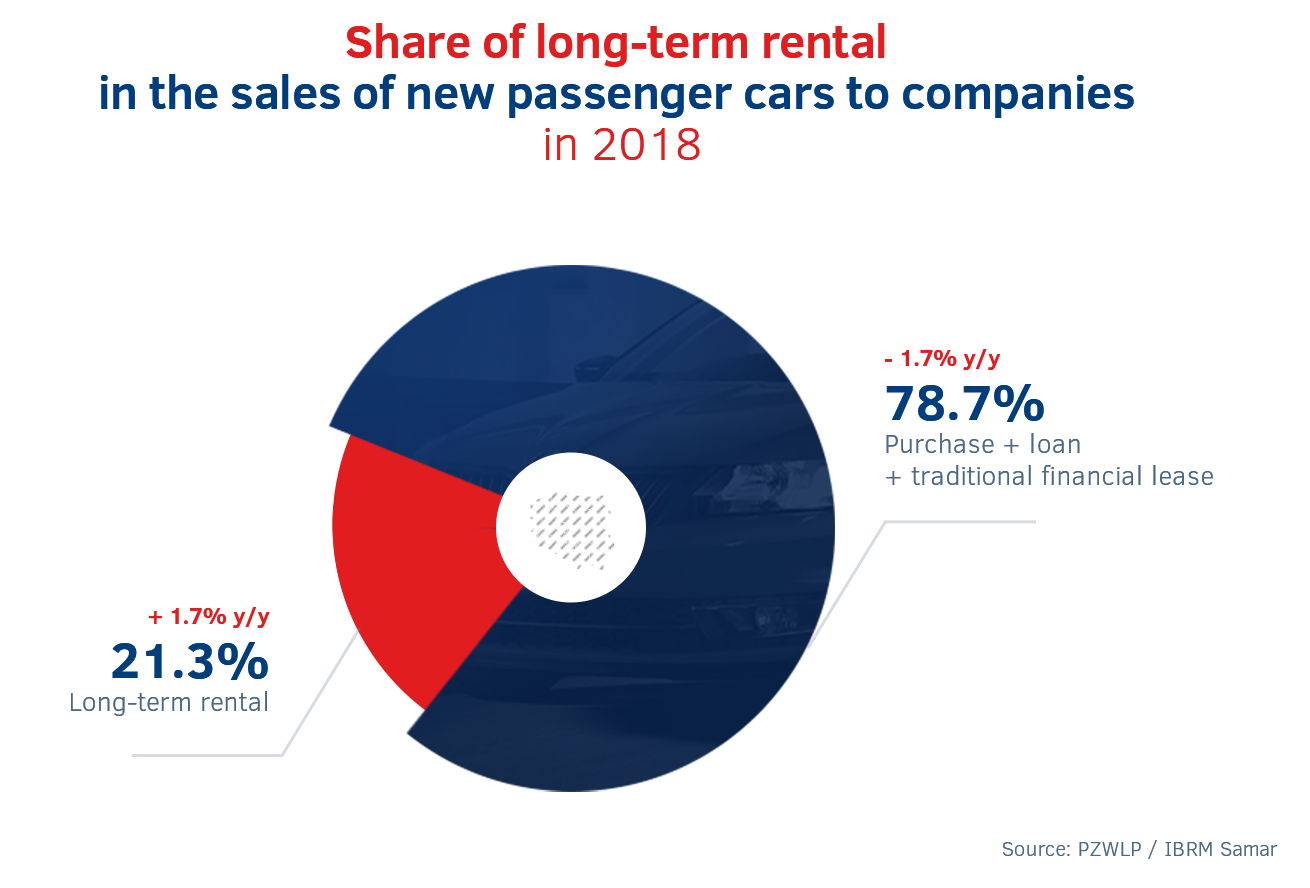 Share of long-term rental
in the sales of new passenger cars to companies
in 2018
- 1.7% y/y
78.7%
Purchase + loan
+ traditional financial lease
+ 1.7% y/y
21.3%
Long-term rental
Source: PZWLP / IBRM Samar